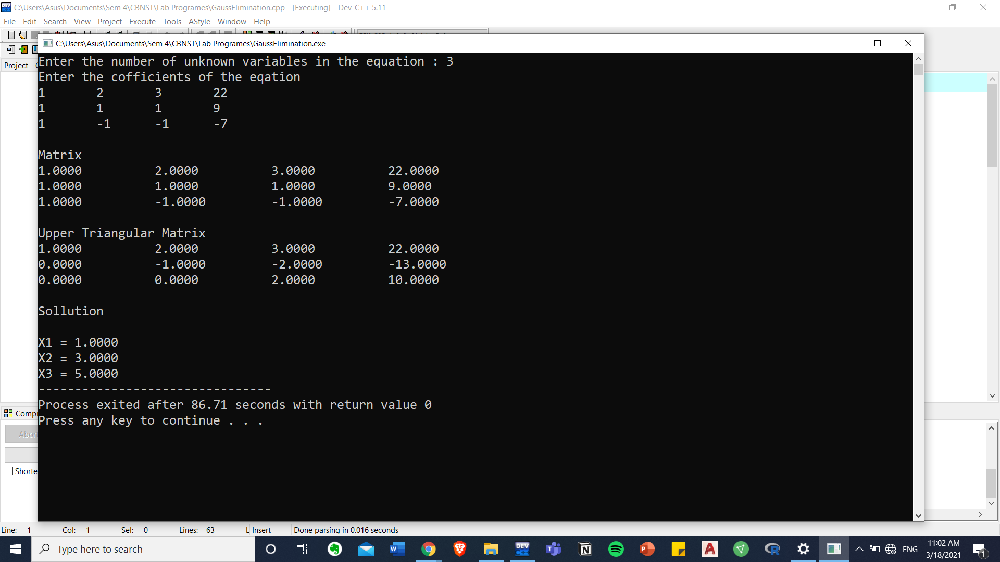 C:\Users\Asus\Documents\Sem 4\CBNST\Lab Programes\GaussElimination.cpp - [Executing] - Dev-C++ 5.11
File Edit Search View Project Execute Tools AStyle Window Help
C:\Users\Asus\Documents\Sem 4\CBNST\Lab Programes\GaussElimination.exe
Project
Enter the number of unknown variables in the equation : 3
Enter the cofficients of the eqation
1 2 3 22
1 1 1 9
1 -1 -1 -7
Matrix
1.0000 2.0000 3.0000 22.0000
1.0000 1.0000 1.0000 9.0000
1.0000 -1.0000 -1.0000 -7.0000
Upper Triangular Matrix
1.0000 2.0000 3.0000 22.0000
0.0000 -1.0000 -2.0000 -13.0000
0.0000 0.0000 2.0000 10.0000
Sollution
X1 = 1.0000
X2 = 3.0000
X3 = 5.0000
--------------------------------
Process exited after 86.71 seconds with return value 0
Press any key to continue . . .
Compi
Abor
Shorte
Line: 1 Col: 1 Sel: 0 Lines: 63 L Insert Done parsing in 0.016 seconds
Type here to search
DEV
ENG
11:02 AM
3/18/2021
1